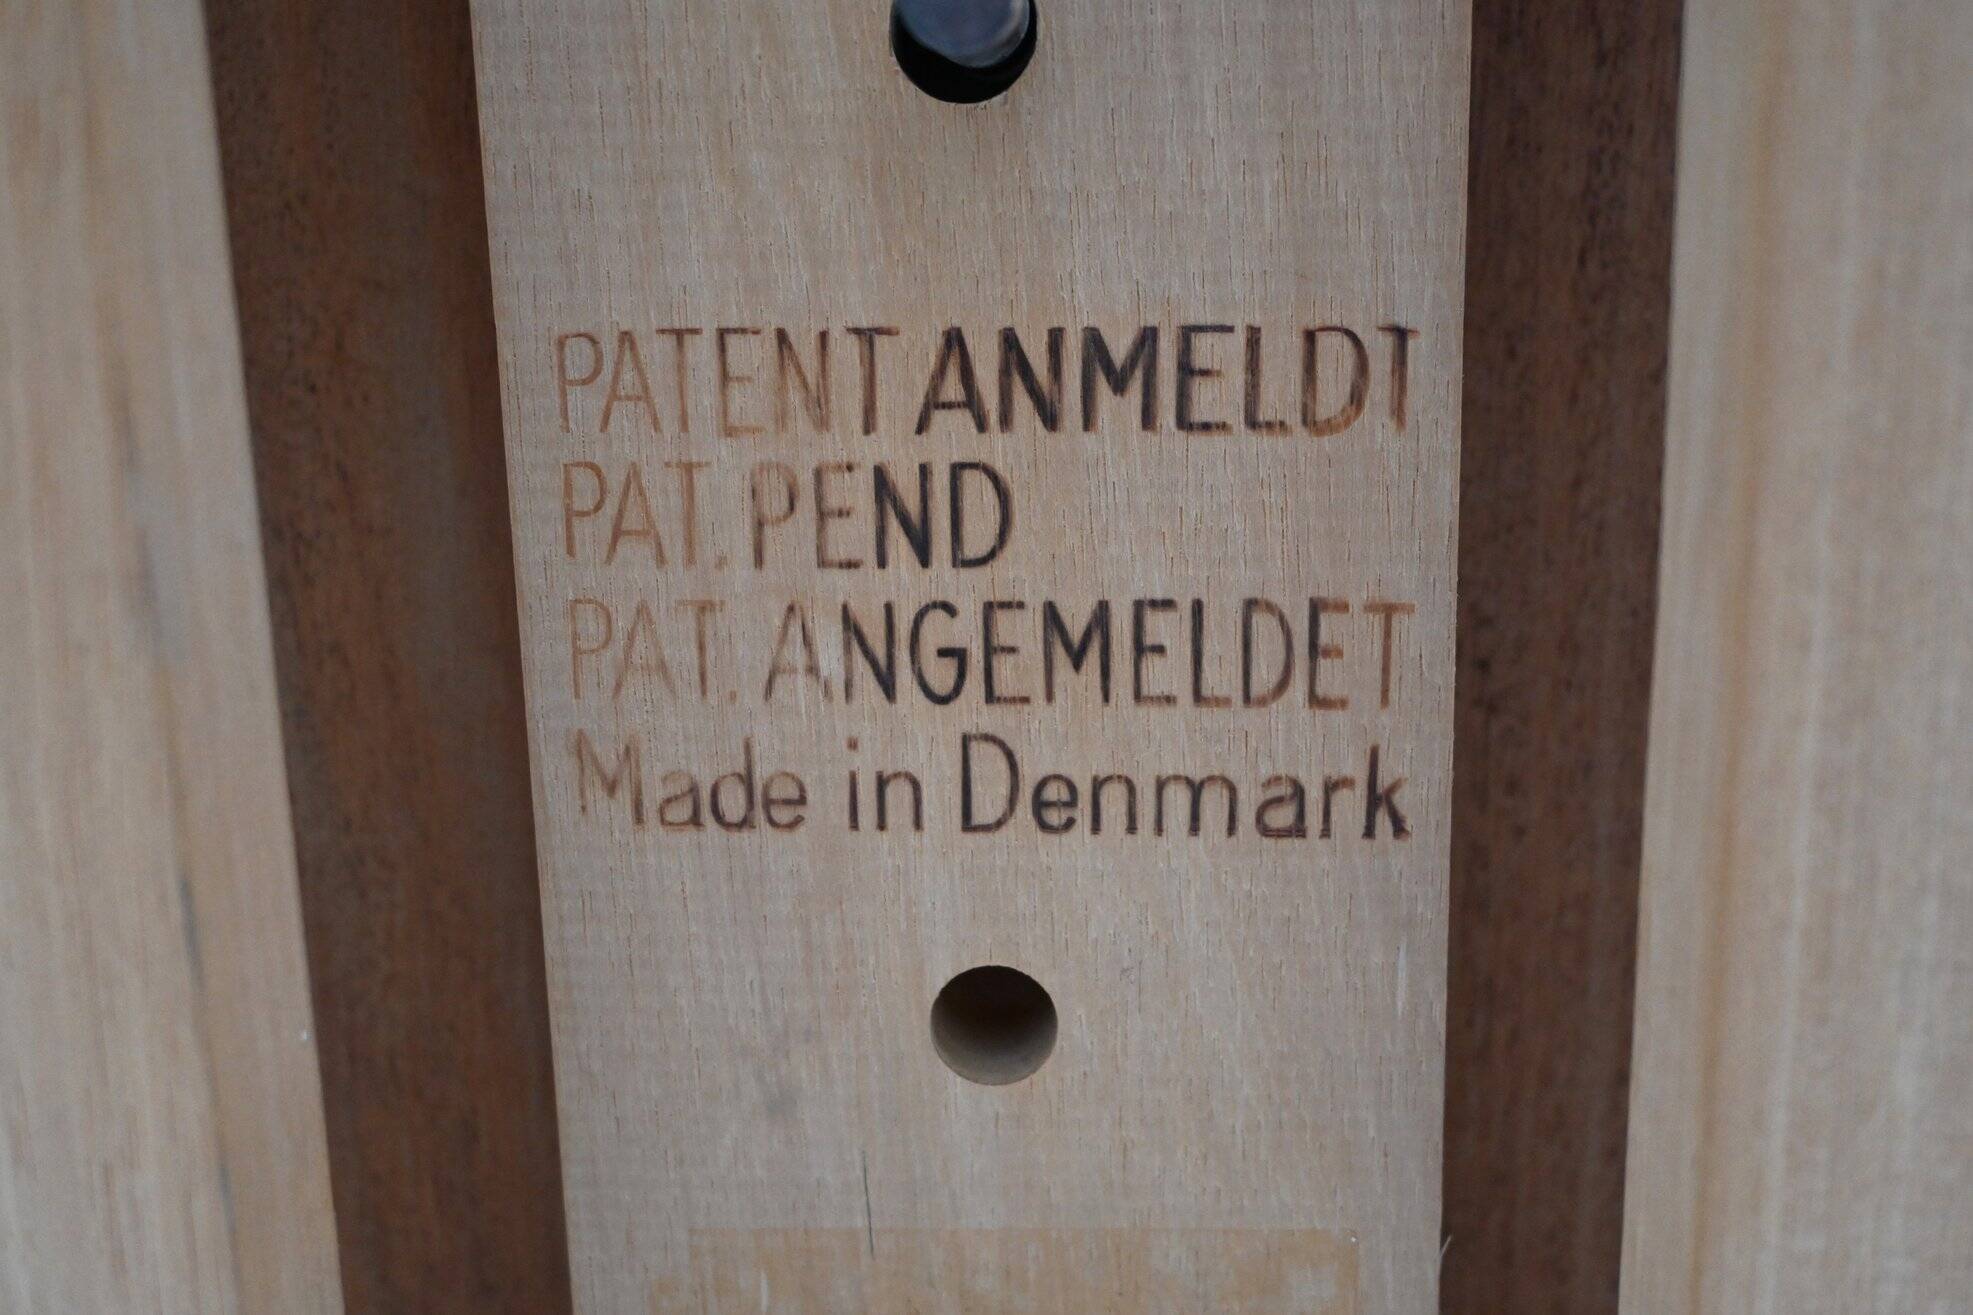 PATENT ANMELDT
PAT. PEND
PAT. ANGEMELDET
Made in Denmark